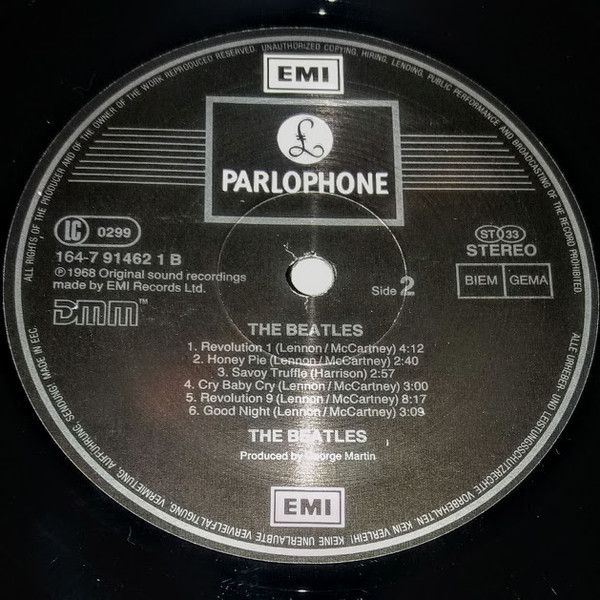 ALL RIGHTS OF THE PRODUCER AND OF THE OWNER OF THE WORK REPRODUCED RESERVED. UNAUTHORIZED COPYING, HIRING, LENDING, PUBLIC PERFORMANCE AND BROADCASTING OF THE RECORD PROHIBITED.
EMI
£
PARLOPHONE
LC 0299
164-7 91462 1 B
℗ 1968 Original sound recordings
made by EMI Records Ltd.
DMM™
ST 33
STEREO
BIEM GEMA
Side 2
THE BEATLES
1. Revolution 1 (Lennon/McCartney) 4:12
2. Honey Pie (Lennon/McCartney) 2:40
3. Savoy Truffle (Harrison) 2:57
4. Cry Baby Cry (Lennon/McCartney) 3:00
5. Revolution 9 (Lennon/McCartney) 8:17
6. Good Night (Lennon/McCartney) 3:09
THE BEATLES
Produced by George Martin
EMI
ALLE URHEBER- UND LEISTUNGSSCHUTZRECHTE VORBEHALTEN. KEIN VERLEIH! KEINE UNERLAUBTE VERVIELFÄLTIGUNG, VERMIETUNG, AUFFÜHRUNG, SENDUNG! MADE IN EEC.